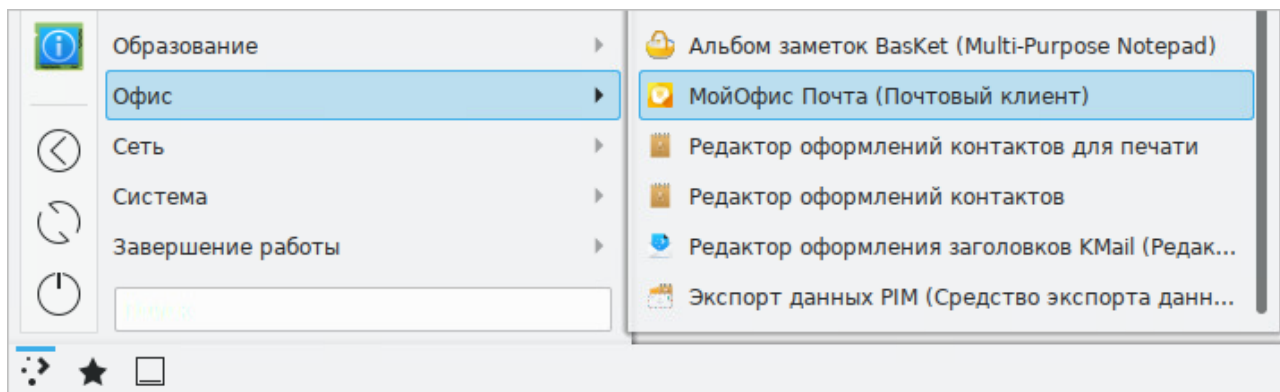 Образование
Офис
Сеть
Система
Завершение работы
Альбом заметок BasKet (Multi-Purpose Notepad)
МойОфис Почта (Почтовый клиент)
Редактор оформлений контактов для печати
Редактор оформлений контактов
Редактор оформления заголовков KMail (Редак...
Экспорт данных PIM (Средство экспорта данн...